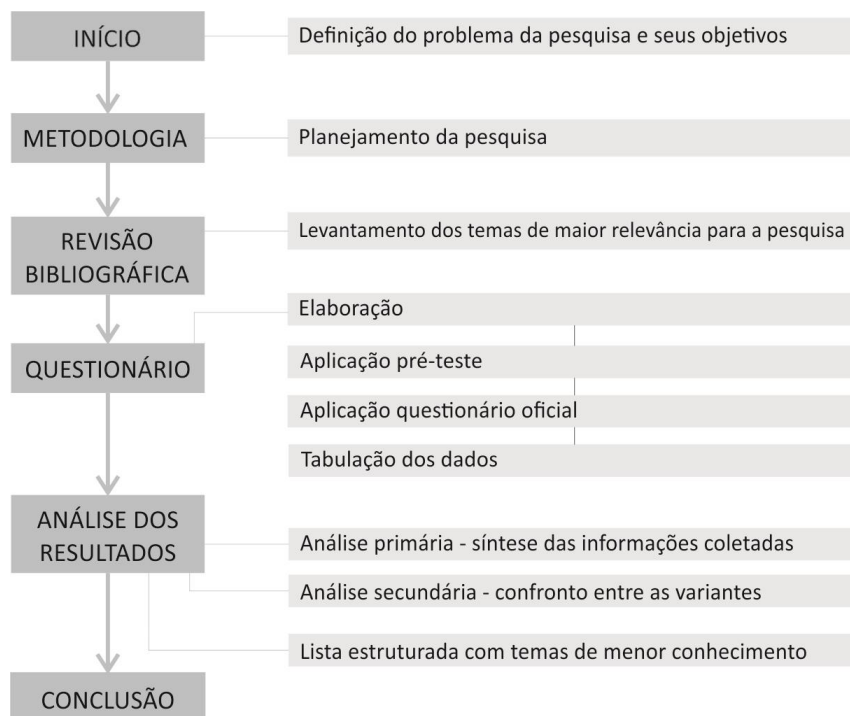 INÍCIO
Definição do problema da pesquisa e seus objetivos
METODOLOGIA
Planejamento da pesquisa
REVISÃO
BIBLIOGRÁFICA
Levantamento dos temas de maior relevância para a pesquisa
QUESTIONÁRIO
Elaboração
Aplicação pré-teste
Aplicação questionário oficial
Tabulação dos dados
ANÁLISE DOS
RESULTADOS
Análise primária - síntese das informações coletadas
Análise secundária - confronto entre as variantes
Lista estruturada com temas de menor conhecimento
CONCLUSÃO